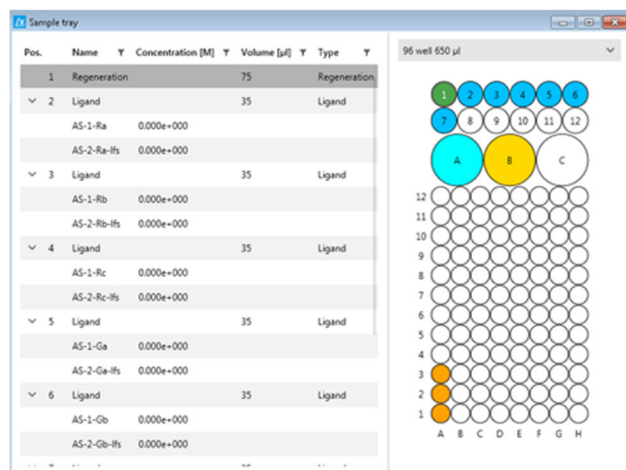 Sample tray
Pos. Name Concentration [M] Volume [µl] Type
1 Regeneration 75 Regeneration
2 Ligand 35 Ligand
AS-1-Ra 0.000e+000
AS-2-Ra-lfs 0.000e+000
3 Ligand 35 Ligand
AS-1-Rb 0.000e+000
AS-2-Rb-lfs 0.000e+000
4 Ligand 35 Ligand
AS-1-Rc 0.000e+000
AS-2-Rc-lfs 0.000e+000
5 Ligand 35 Ligand
AS-1-Ga 0.000e+000
AS-2-Ga-lfs 0.000e+000
6 Ligand 35 Ligand
AS-1-Gb 0.000e+000
AS-2-Gb-lfs 0.000e+000
96 well 650 µl
1 2 3 4 5 6
7 8 9 10 11 12
A B C
12
11
10
9
8
7
6
5
4
3
2
1
A B C D E F G H